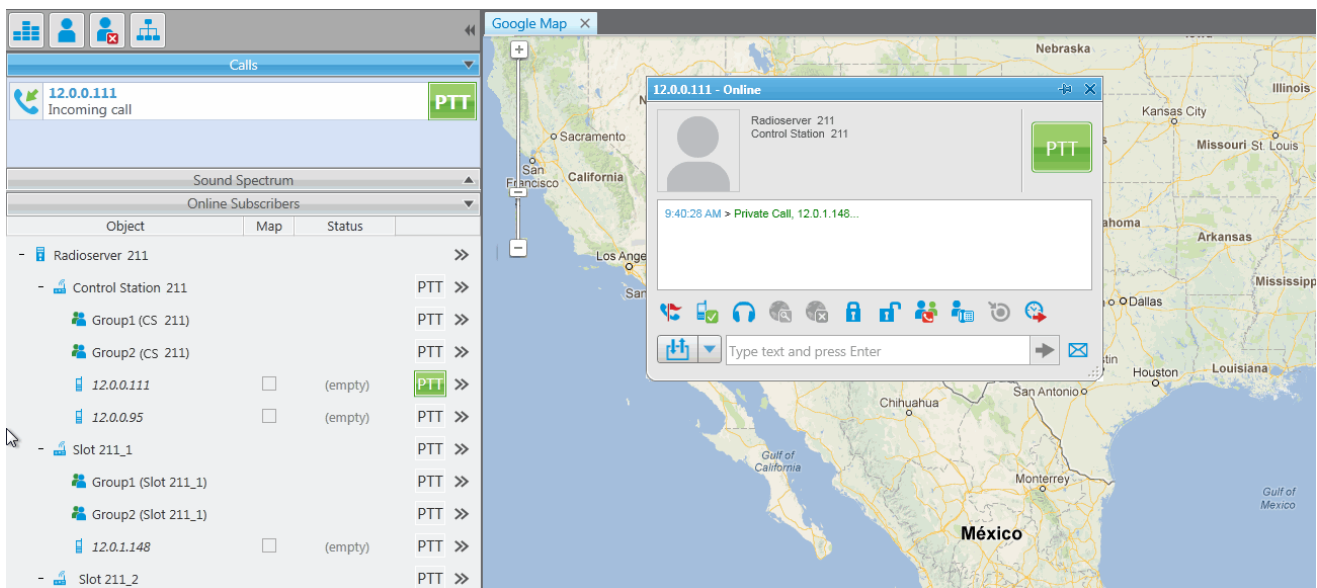 Google Map
Calls
12.0.0.111
Incoming call
PTT
Sound Spectrum
Online Subscribers
Object Map Status
- Radioserver 211
- Control Station 211 PTT
Group1 (CS 211) PTT
Group2 (CS 211) PTT
12.0.0.111 (empty) PTT
12.0.0.95 (empty) PTT
- Slot 211_1 PTT
Group1 (Slot 211_1) PTT
Group2 (Slot 211_1) PTT
12.0.1.148 (empty) PTT
- Slot 211_2 PTT
12.0.0.111 - Online
Radioserver 211
Control Station 211
PTT
9:40:28 AM > Private Call, 12.0.1.148...
Type text and press Enter
Nebraska
Illinois
Kansas City
Missouri St. Louis
Sacramento
San
Francisco
California
Los Ange
San
ahoma
Arkansas
Mississipp
Dallas
tin
Houston
Louisiana
San Antonio
Chihuahua
Gulf of
California
Monterrey
Gulf of
Mexico
México